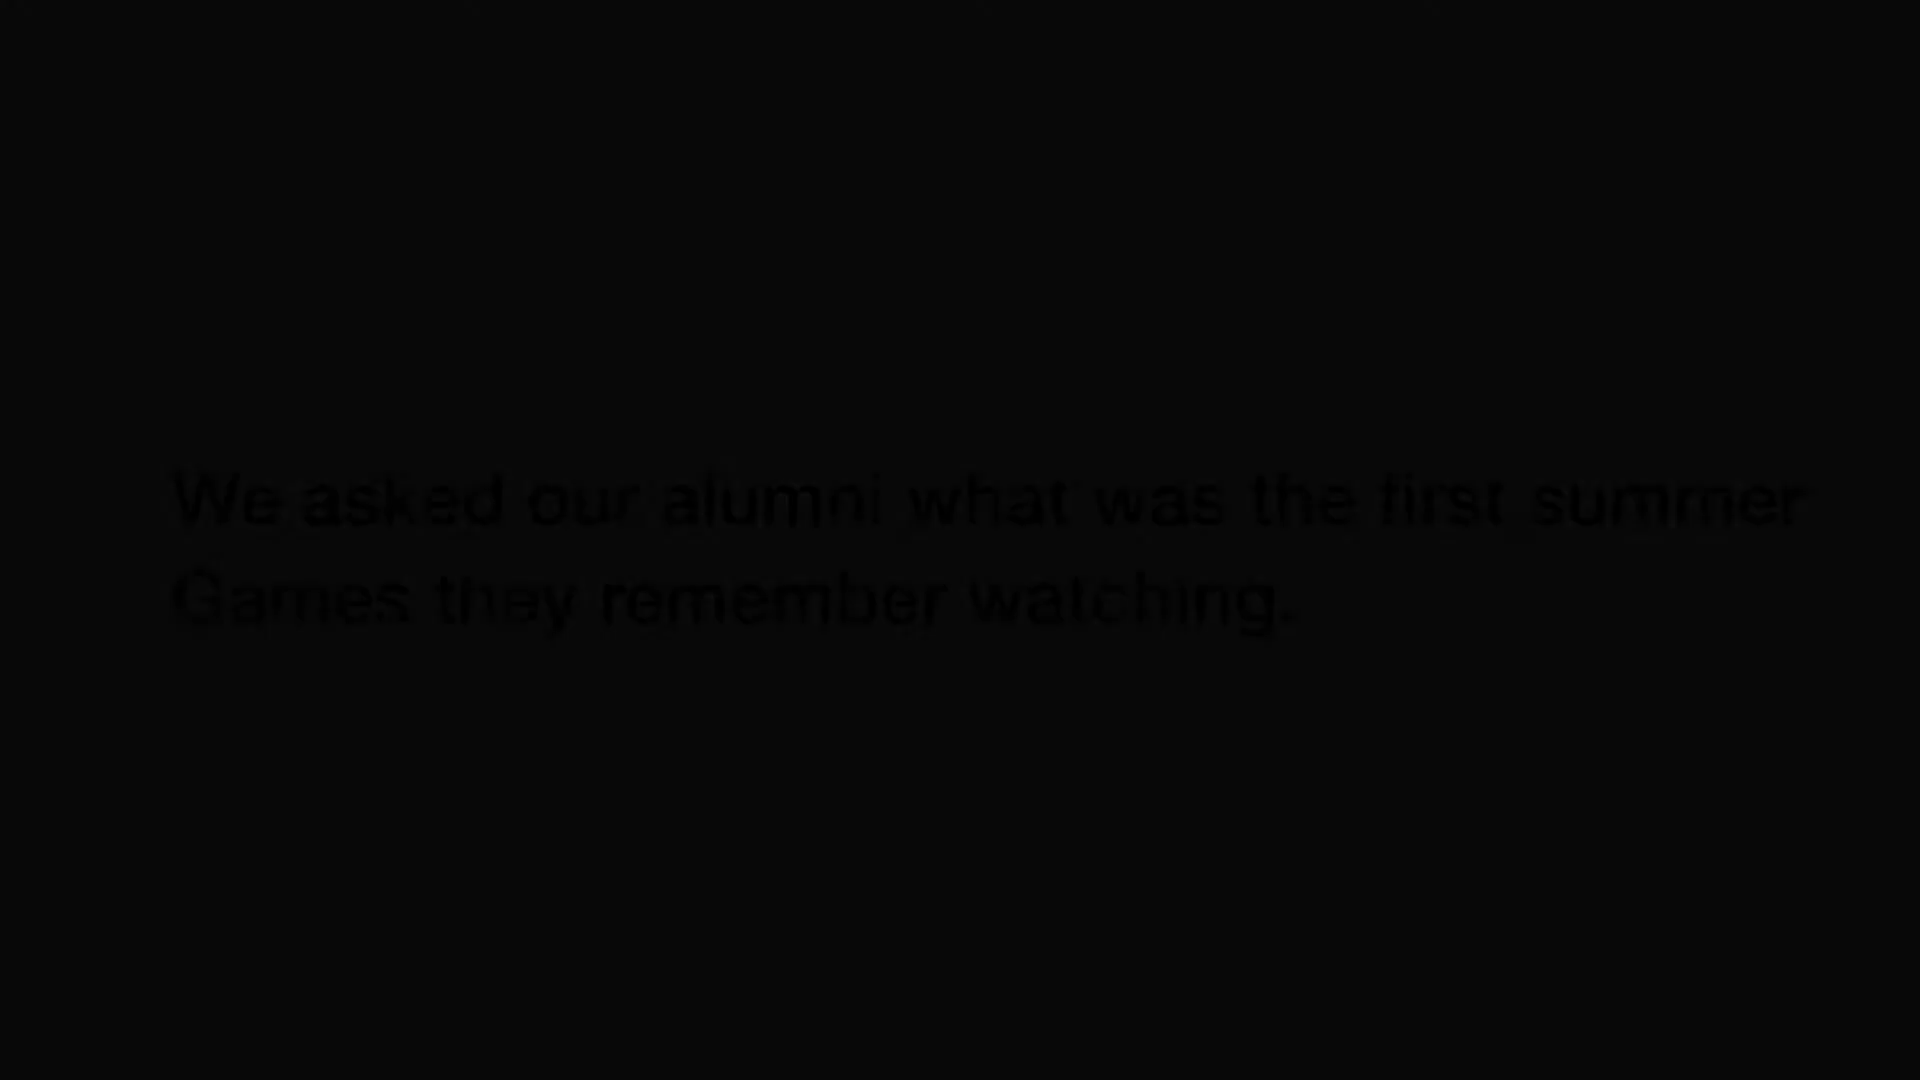 We asked our alumni what was the first summer
Games they remember watching.